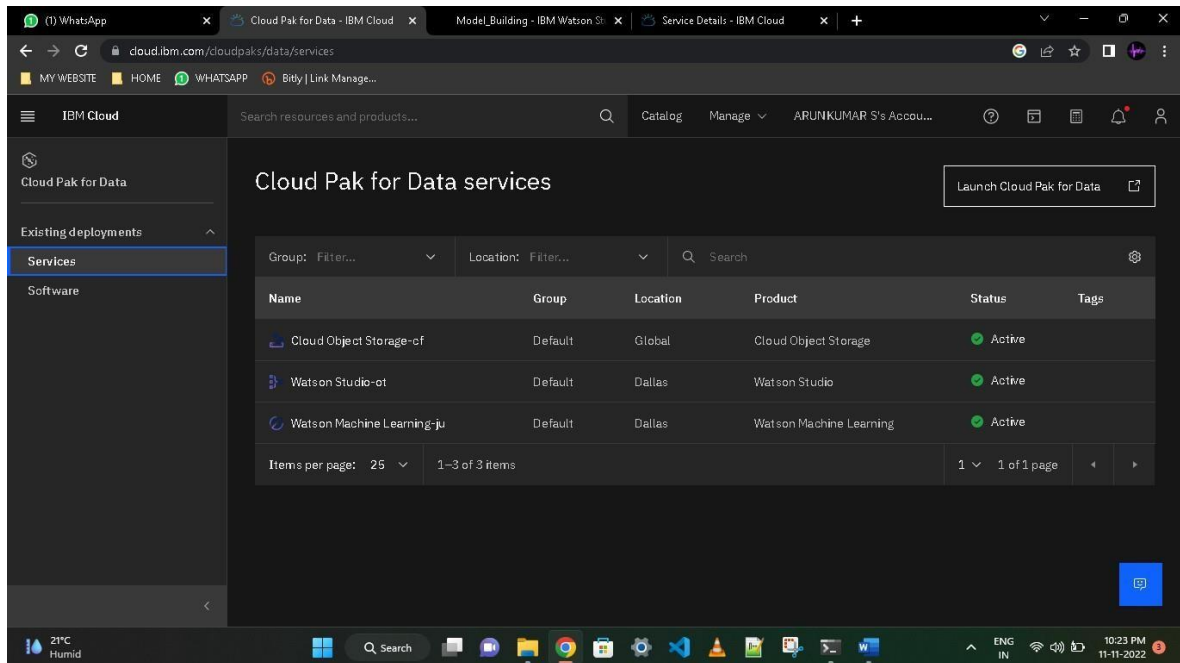 (1) WhatsApp
Cloud Pak for Data - IBM Cloud
Model_Building - IBM Watson St
Service Details - IBM Cloud
cloud.ibm.com/cloudpaks/data/services
MY WEBSITE HOME WHATSAPP Bitly | Link Manage...
IBM Cloud Search resources and products... Catalog Manage ARUNKUMAR S's Accou...
Cloud Pak for Data
Existing deployments
Services
Software
Cloud Pak for Data services
Launch Cloud Pak for Data
Group: Filter... Location: Filter... Search
Name Group Location Product Status Tags
Cloud Object Storage-cf Default Global Cloud Object Storage Active
Watson Studio-ot Default Dallas Watson Studio Active
Watson Machine Learning-ju Default Dallas Watson Machine Learning Active
Items per page: 25 1–3 of 3 items 1 1 of 1 page
21°C
Humid
Search
ENG
IN
10:23 PM
11-11-2022
3